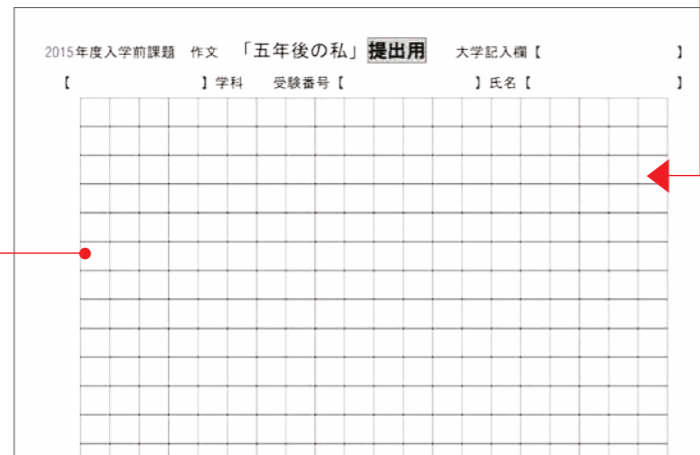 2015年度入学前課題 作文 「五年後の私」 提出用 大学記入欄【 】
【 】学科 受験番号【 】氏名【 】